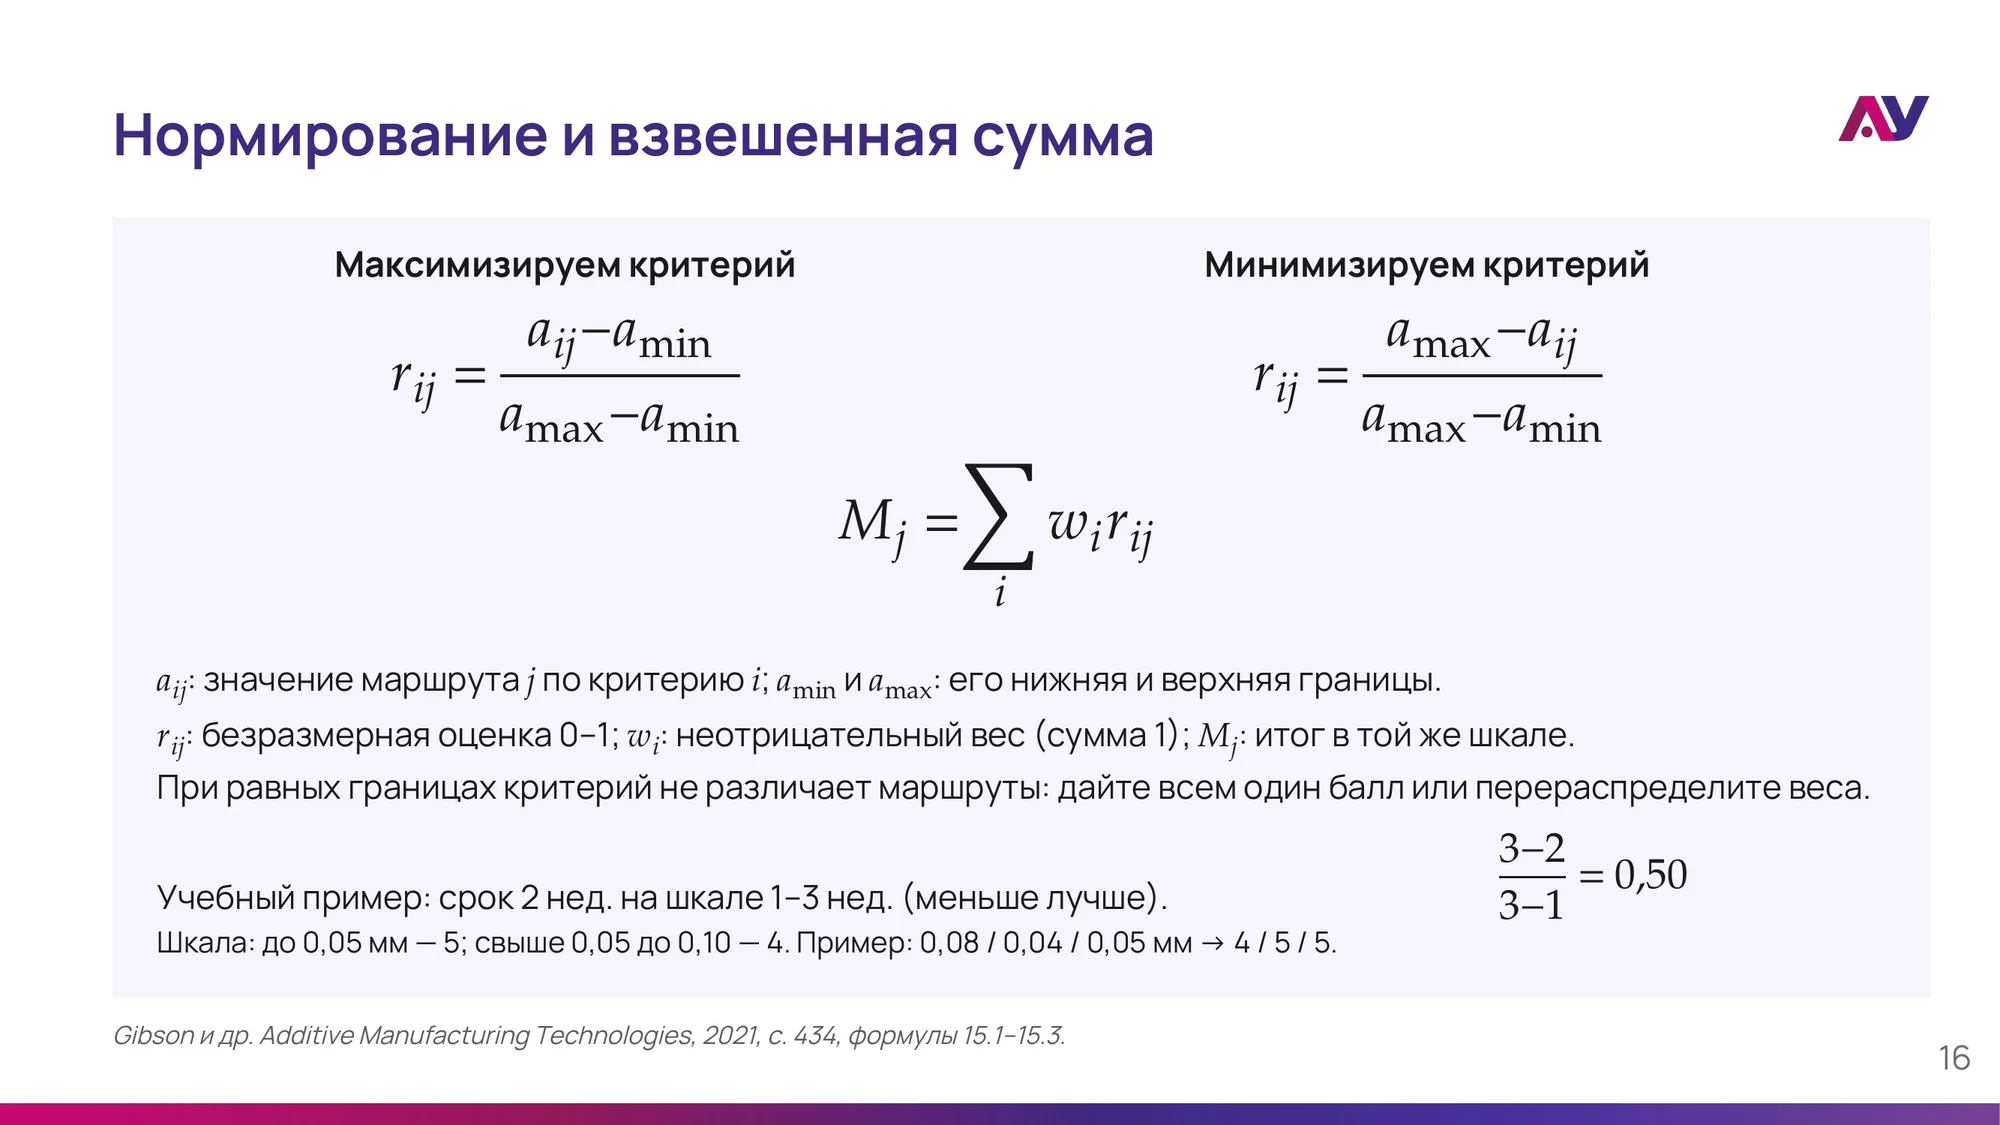 Нормирование и взвешенная сумма
АУ
Максимизируем критерий
Минимизируем критерий
r_ij = (a_ij − a_min) / (a_max − a_min)
r_ij = (a_max − a_ij) / (a_max − a_min)
M_j = ∑_i w_i r_ij
a_ij: значение маршрута j по критерию i; a_min и a_max: его нижняя и верхняя границы.
r_ij: безразмерная оценка 0–1; w_i: неотрицательный вес (сумма 1); M_j: итог в той же шкале.
При равных границах критерий не различает маршруты: дайте всем один балл или перераспределите веса.
Учебный пример: срок 2 нед. на шкале 1–3 нед. (меньше лучше).
(3−2) / (3−1) = 0,50
Шкала: до 0,05 мм — 5; свыше 0,05 до 0,10 — 4. Пример: 0,08 / 0,04 / 0,05 мм → 4 / 5 / 5.
Gibson и др. Additive Manufacturing Technologies, 2021, с. 434, формулы 15.1–15.3.
16